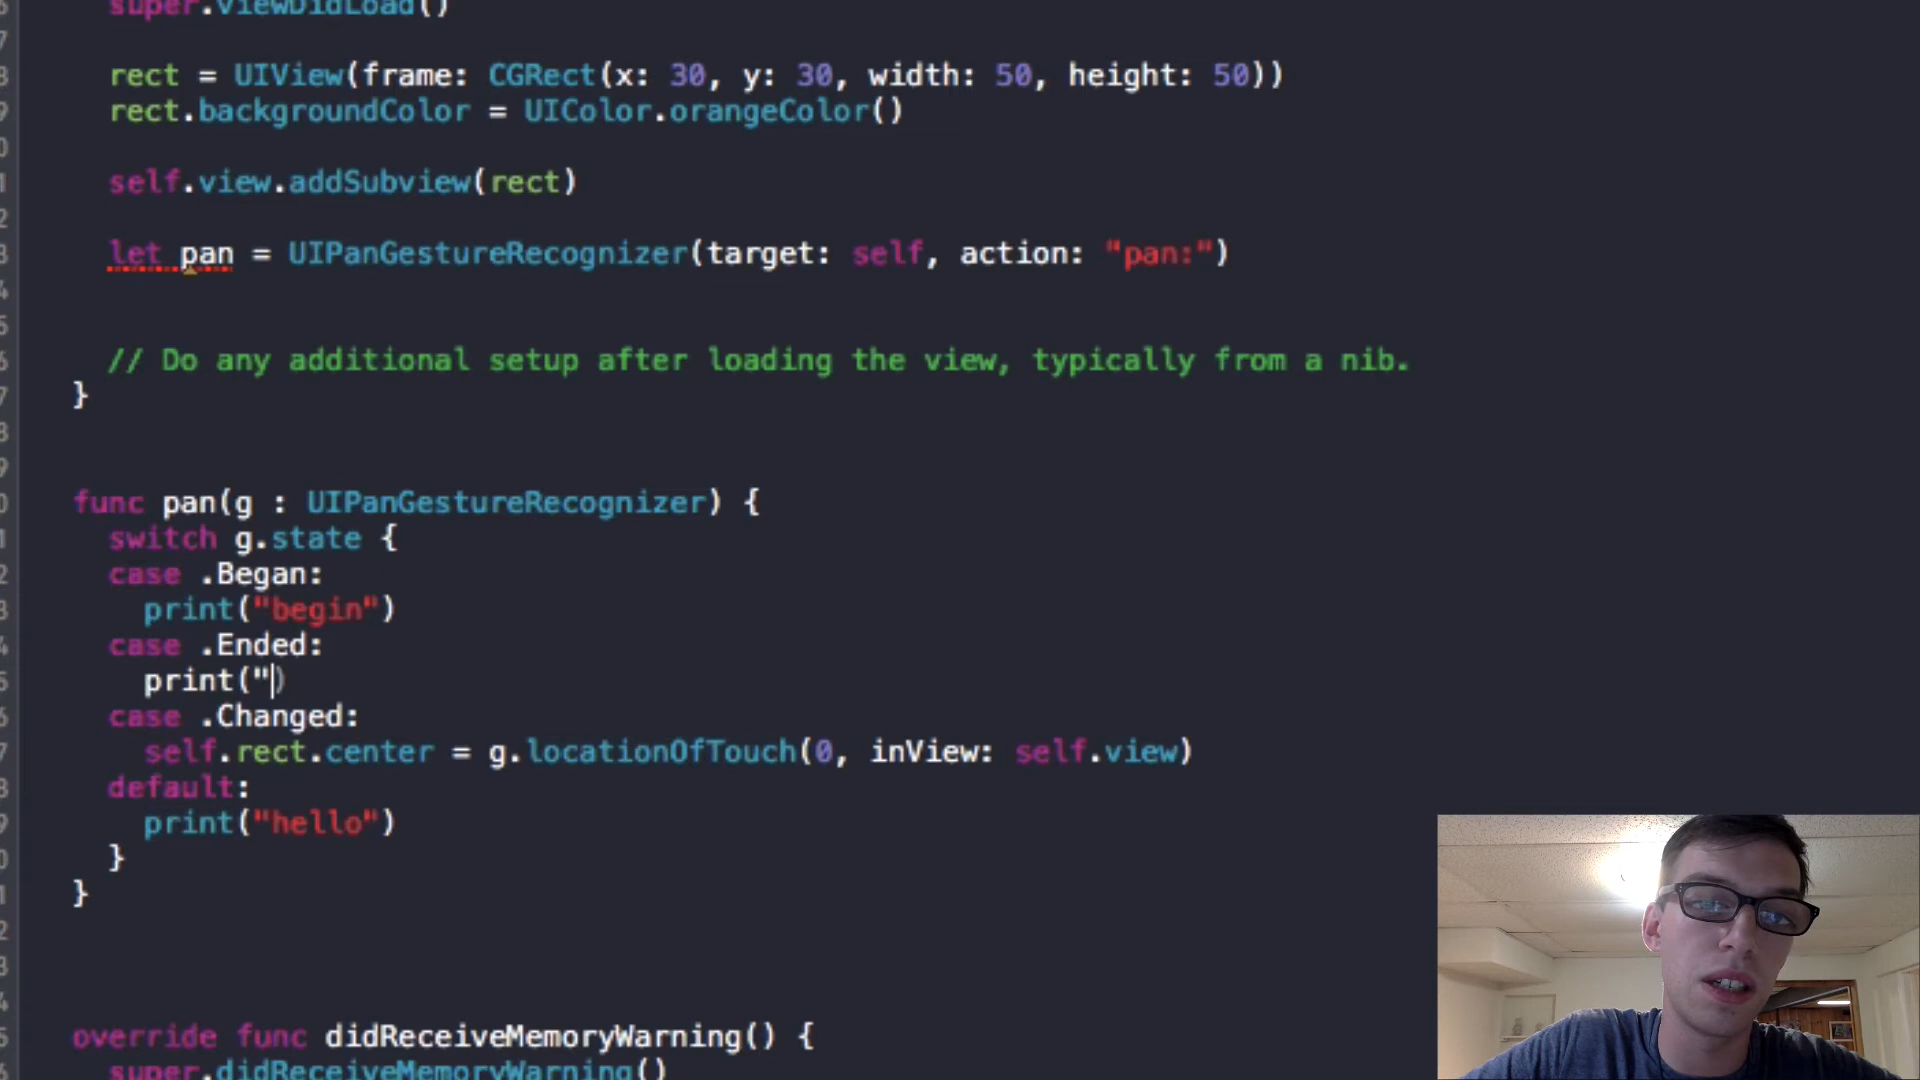 super.viewDidLoad()
rect = UIView(frame: CGRect(x: 30, y: 30, width: 50, height: 50))
rect.backgroundColor = UIColor.orangeColor()
self.view.addSubview(rect)
let pan = UIPanGestureRecognizer(target: self, action: "pan:")
// Do any additional setup after loading the view, typically from a nib.
}
func pan(g : UIPanGestureRecognizer) {
switch g.state {
case .Began:
print("begin")
case .Ended:
print(")
case .Changed:
self.rect.center = g.locationOfTouch(0, inView: self.view)
default:
print("hello")
}
}
override func didReceiveMemoryWarning() {
super.didReceiveMemoryWarning()